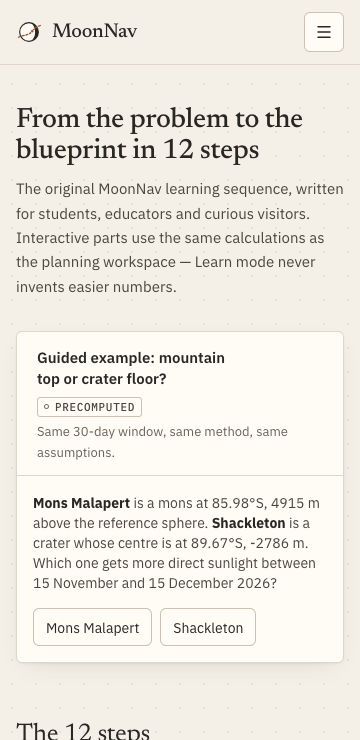 MoonNav
From the problem to the
blueprint in 12 steps
The original MoonNav learning sequence, written
for students, educators and curious visitors.
Interactive parts use the same calculations as
the planning workspace — Learn mode never
invents easier numbers.
Guided example: mountain
top or crater floor?
PRECOMPUTED
Same 30-day window, same method, same
assumptions.
Mons Malapert is a mons at 85.98°S, 4915 m
above the reference sphere. Shackleton is a
crater whose centre is at 89.67°S, -2786 m.
Which one gets more direct sunlight between
15 November and 15 December 2026?
Mons Malapert
Shackleton
The 12 steps